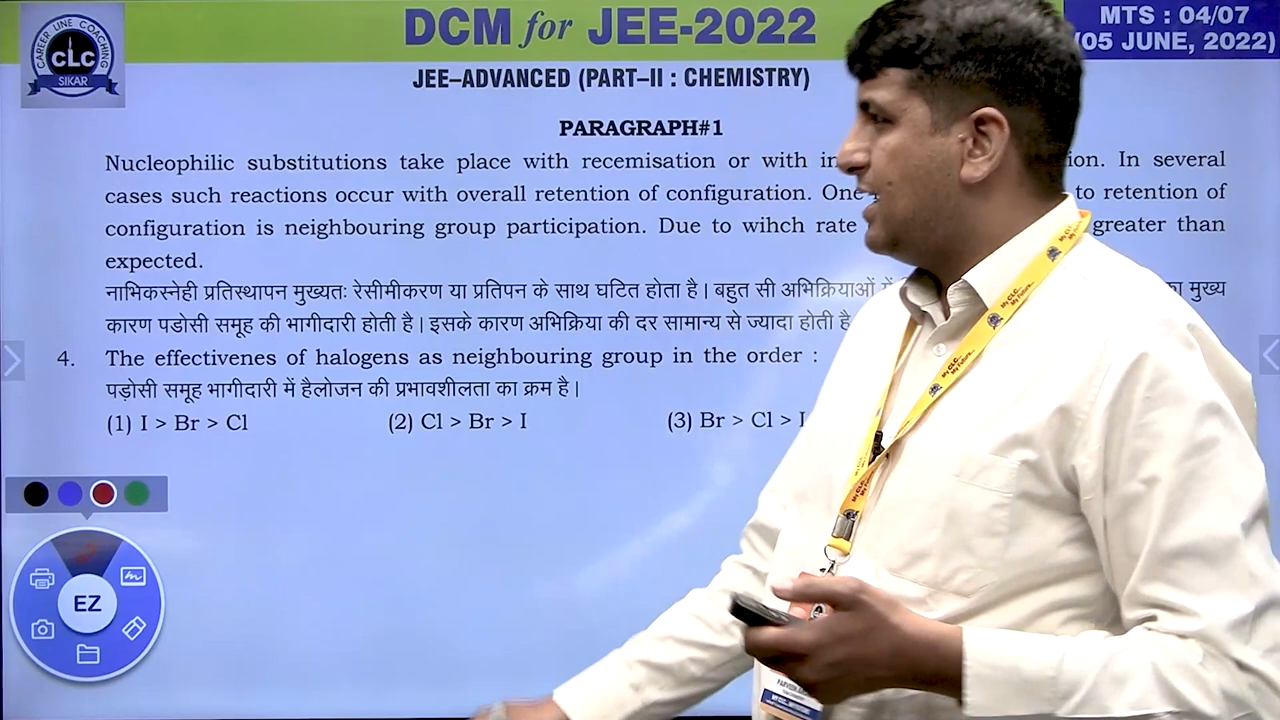 DCM for JEE-2022
MTS : 04/07
(05 JUNE, 2022)
CAREER LINE COACHING
CLC
SIKAR
JEE–ADVANCED (PART–II : CHEMISTRY)
PARAGRAPH#1
Nucleophilic substitutions take place with recemisation or with in ion. In several
cases such reactions occur with overall retention of configuration. One to retention of
configuration is neighbouring group participation. Due to wihch rate greater than
expected.
नाभिकस्नेही प्रतिस्थापन मुख्यतः रेसीमीकरण या प्रतिपन के साथ घटित होता है। बहुत सी अभिक्रियाओं में का मुख्य
कारण पडोसी समूह की भागीदारी होती है। इसके कारण अभिक्रिया की दर सामान्य से ज्यादा होती है
4. The effectivenes of halogens as neighbouring group in the order :
पड़ोसी समूह भागीदारी में हैलोजन की प्रभावशीलता का क्रम है।
(1) I > Br > Cl (2) Cl > Br > I (3) Br > Cl > I
EZ